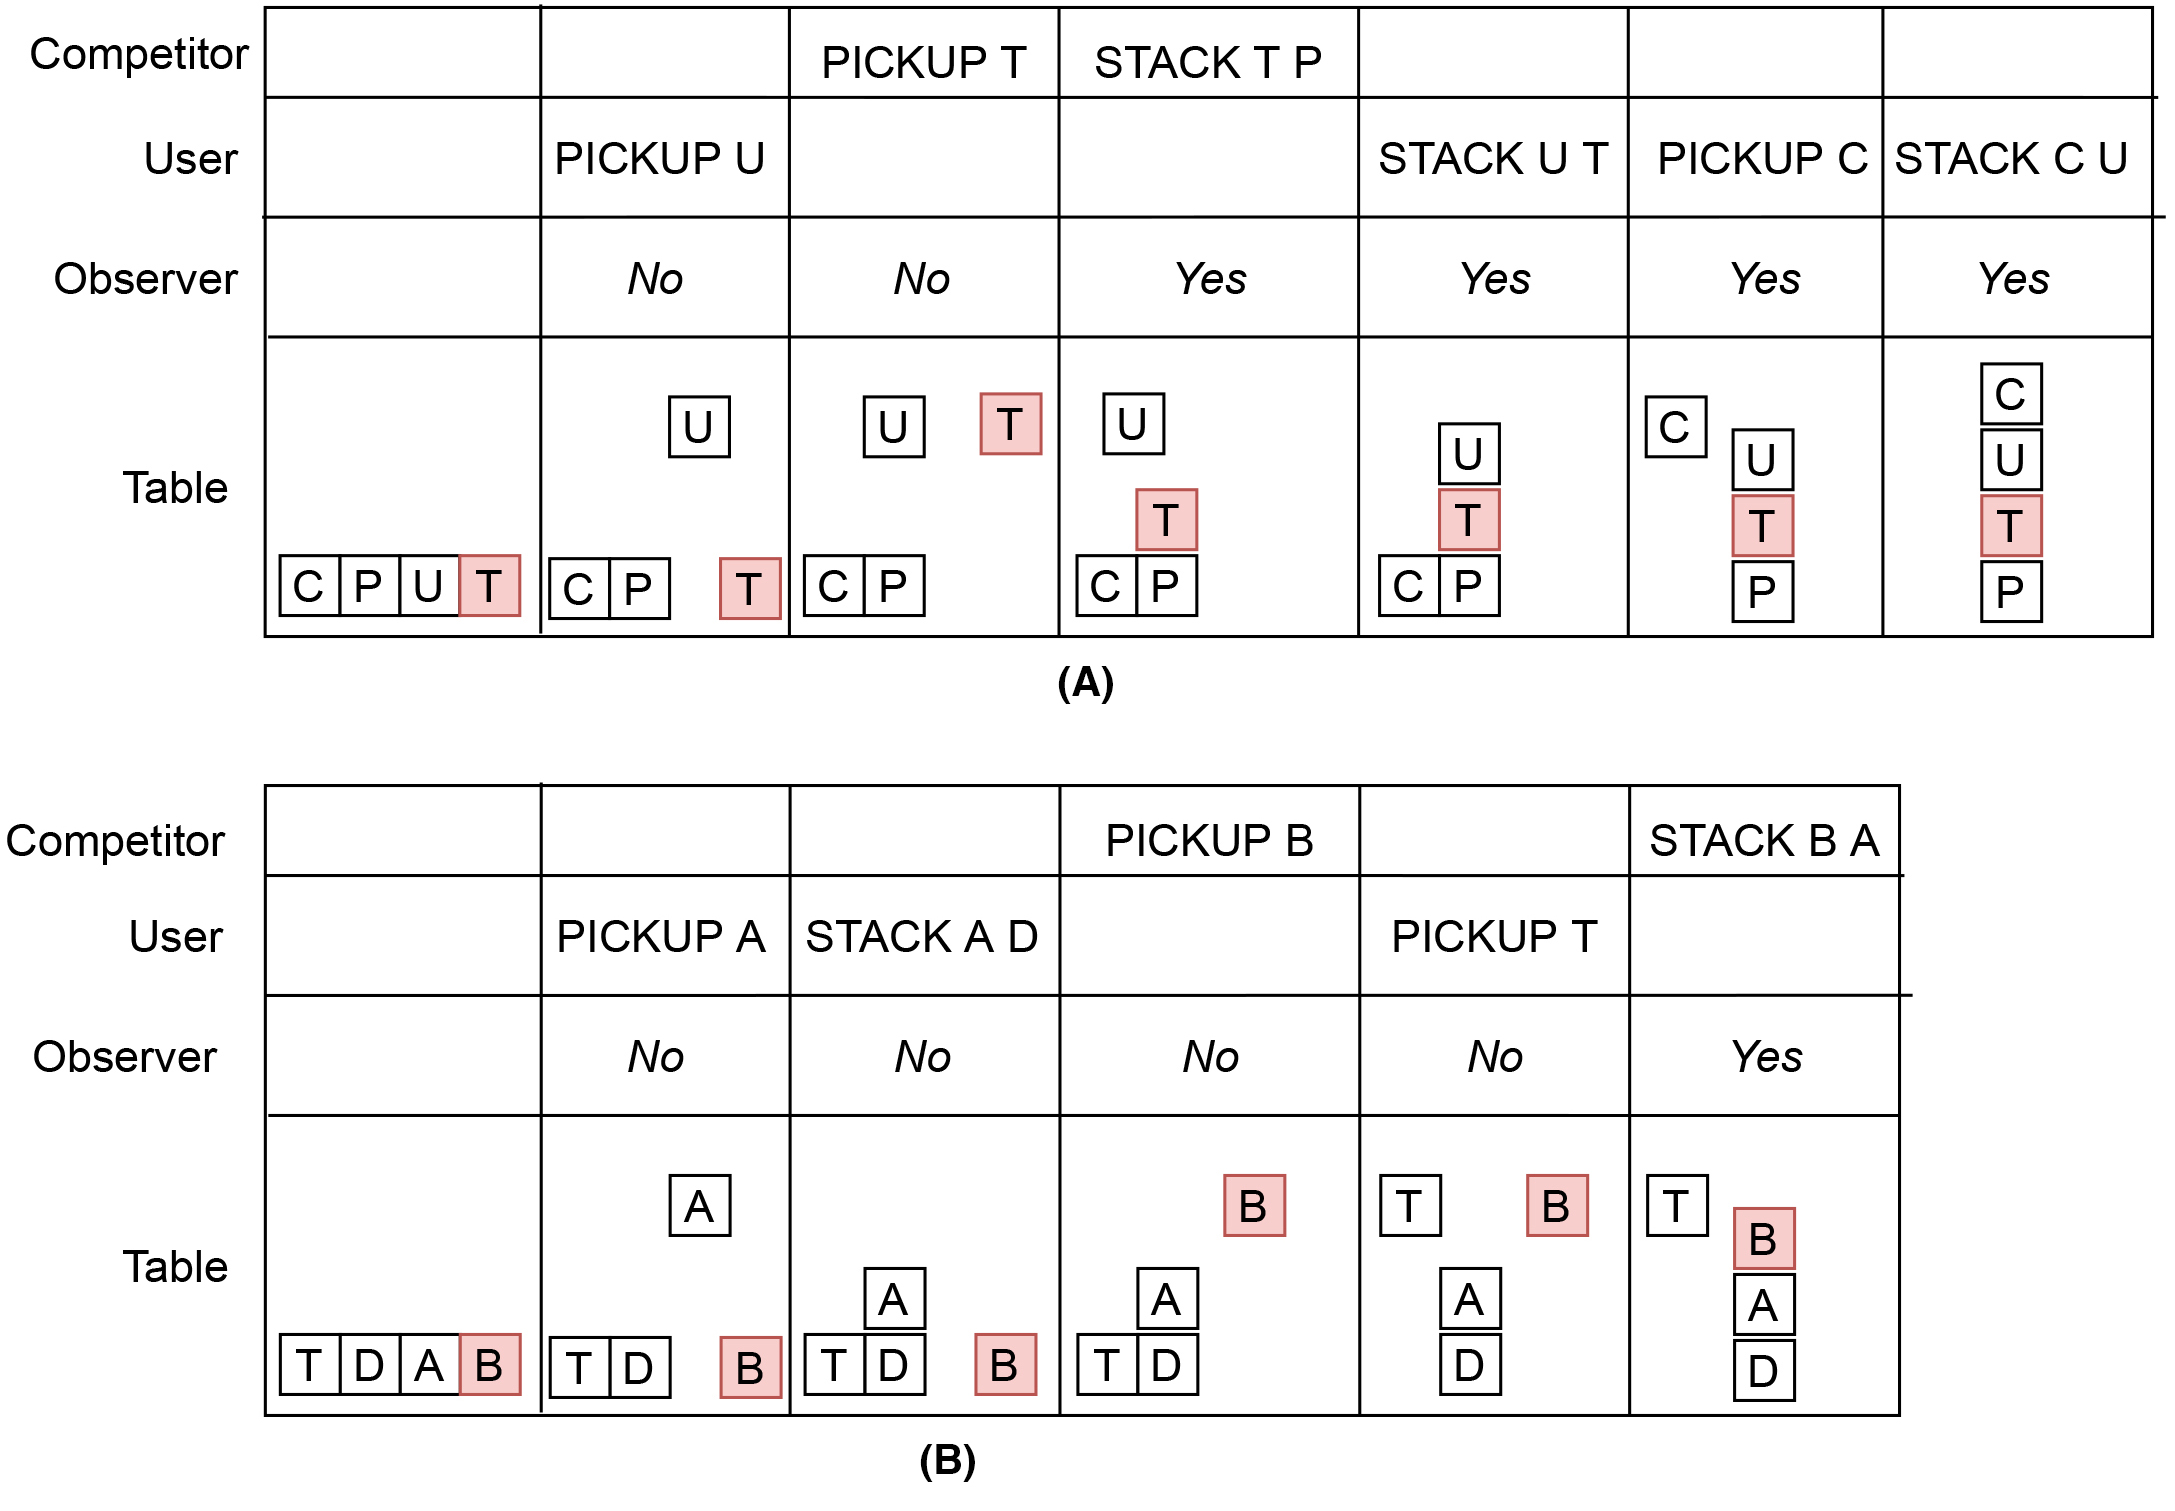 Competitor PICKUP T STACK T P
User PICKUP U STACK U T PICKUP C STACK C U
Observer No No Yes Yes Yes Yes
C
U T U T U C U U
T T U T
Table T T P
C P U T C P T C P C P C P P
(A)
Competitor PICKUP B STACK B A
User PICKUP A STACK A D PICKUP T
Observer No No No No Yes
A B T B T B
Table A A A A
T D A B T D B T D B T D D D
(B)